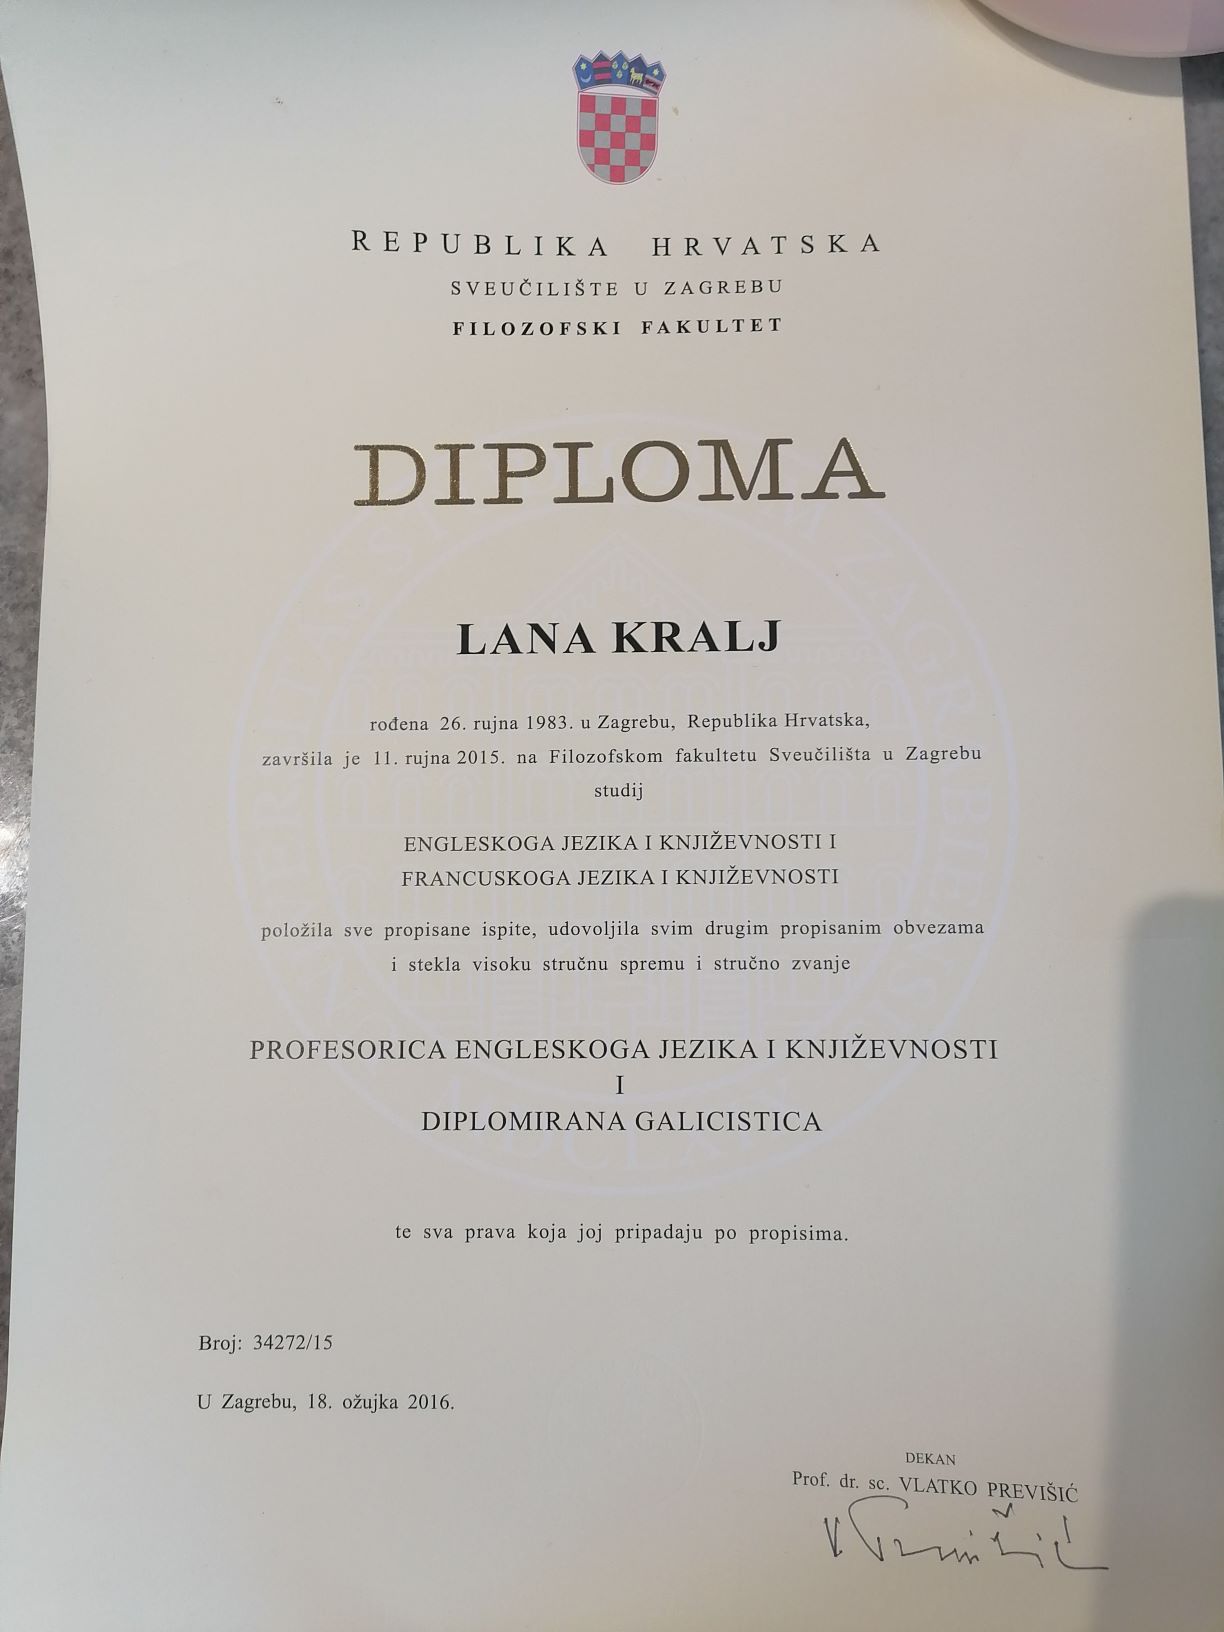 REPUBLIKA HRVATSKA
SVEUČILIŠTE U ZAGREBU
FILOZOFSKI FAKULTET
DIPLOMA
LANA KRALJ
rođena 26. rujna 1983. u Zagrebu, Republika Hrvatska,
završila je 11. rujna 2015. na Filozofskom fakultetu Sveučilišta u Zagrebu
studij
ENGLESKOGA JEZIKA I KNJIŽEVNOSTI I
FRANCUSKOGA JEZIKA I KNJIŽEVNOSTI
položila sve propisane ispite, udovoljila svim drugim propisanim obvezama
i stekla visoku stručnu spremu i stručno zvanje
PROFESORICA ENGLESKOGA JEZIKA I KNJIŽEVNOSTI
I
DIPLOMIRANA GALICISTICA
te sva prava koja joj pripadaju po propisima.
Broj: 34272/15
U Zagrebu, 18. ožujka 2016.
DEKAN
Prof. dr. sc. VLATKO PREVIŠIĆ